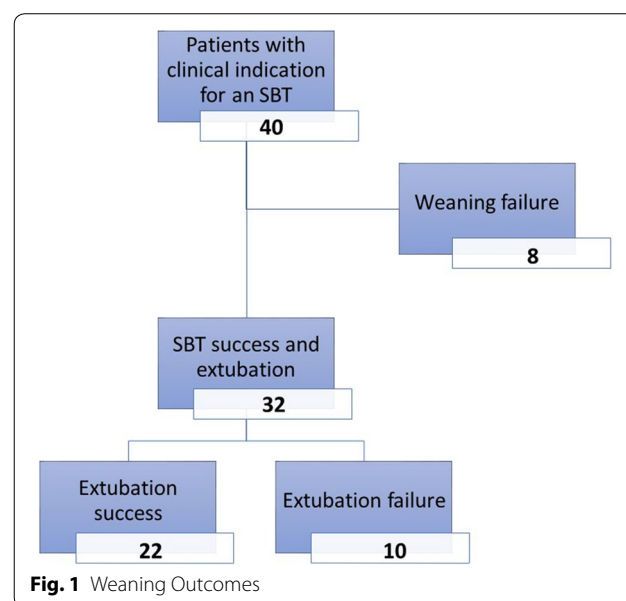 Patients with
clinical indication
for an SBT
40
Weaning failure
8
SBT success and
extubation
32
Extubation
success
22
Extubation failure
10
Fig. 1 Weaning Outcomes